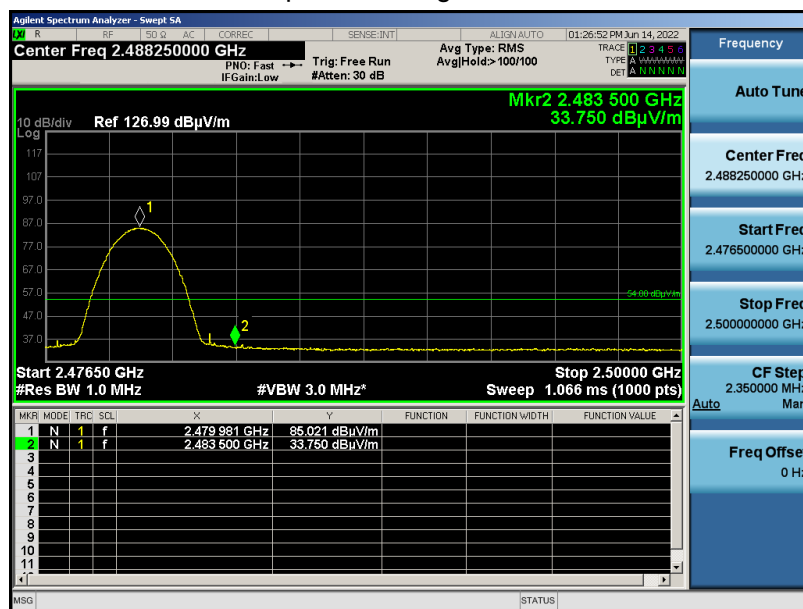 Agilent Spectrum Analyzer - Swept SA
LXI R RF 50 Ω AC CORREC SENSE:INT ALIGN AUTO 01:26:52 PM Jun 14, 2022
Center Freq 2.488250000 GHz
PNO: Fast
IFGain:Low
Trig: Free Run
#Atten: 30 dB
Avg Type: RMS
Avg|Hold:>100/100
TRACE 1 2 3 4 5 6
TYPE A WWWWW
DET A N N N N N
Mkr2 2.483 500 GHz
33.750 dBµV/m
10 dB/div Ref 126.99 dBµV/m
Log
117
107
97.0
87.0
77.0
67.0
57.0
47.0
37.0
1
2
54.00 dBµV/m
Start 2.47650 GHz Stop 2.50000 GHz
#Res BW 1.0 MHz #VBW 3.0 MHz* Sweep 1.066 ms (1000 pts)
MKR MODE TRC SCL X Y FUNCTION FUNCTION WIDTH FUNCTION VALUE
1 N 1 f 2.479 981 GHz 85.021 dBµV/m
2 N 1 f 2.483 500 GHz 33.750 dBµV/m
3
4
5
6
7
8
9
10
11
MSG STATUS
Frequency
Auto Tune
Center Freq
2.488250000 GHz
Start Freq
2.476500000 GHz
Stop Freq
2.500000000 GHz
CF Step
2.350000 MHz
Auto Man
Freq Offset
0 Hz